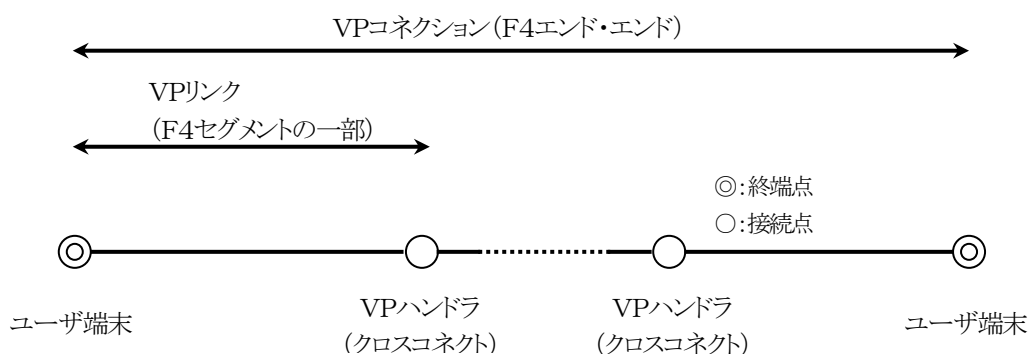 VPコネクション(F4エンド・エンド)
VPリンク
(F4セグメントの一部)
◎:終端点
○:接続点
ユーザ端末
VPハンドラ
(クロスコネクト)
VPハンドラ
(クロスコネクト)
ユーザ端末